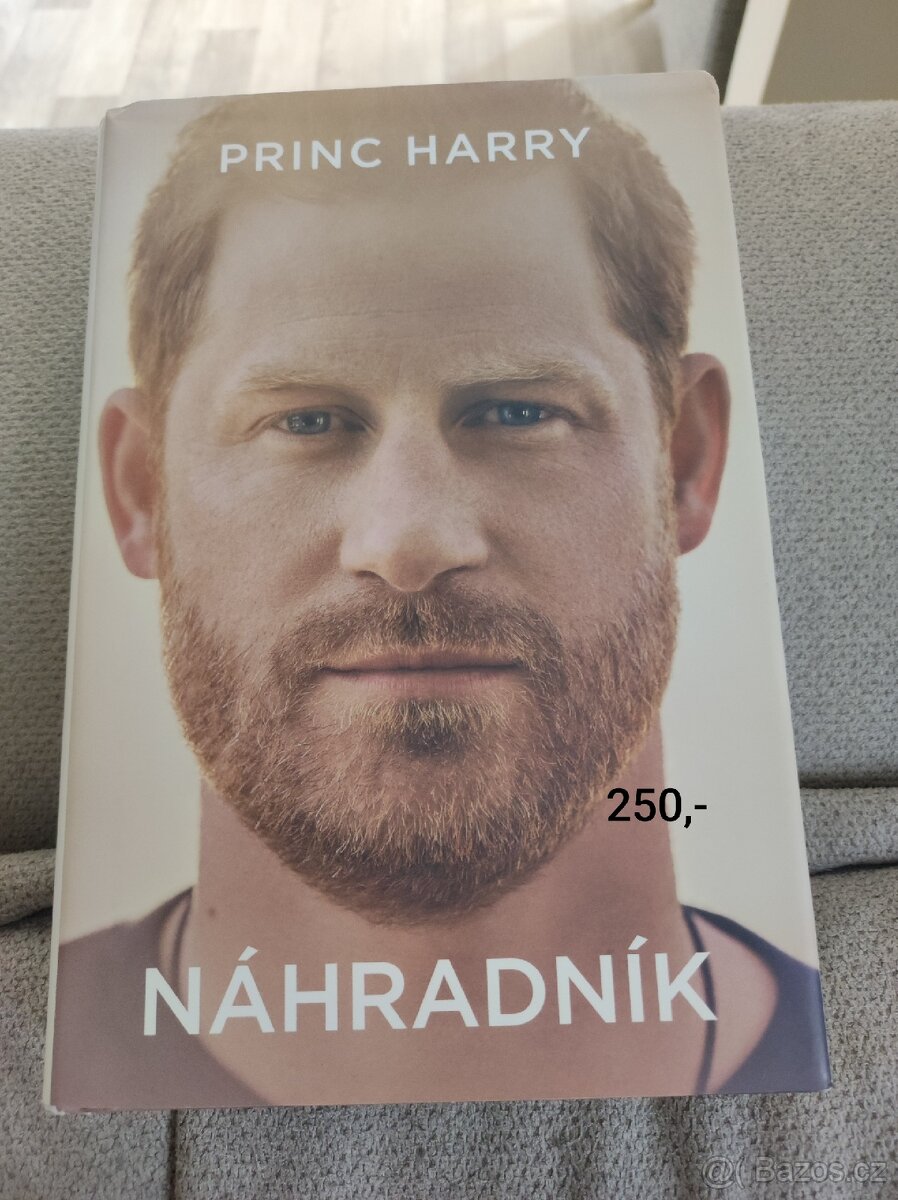 PRINC HARRY
250,-
NÁHRADNÍK
@( Bazos.cz